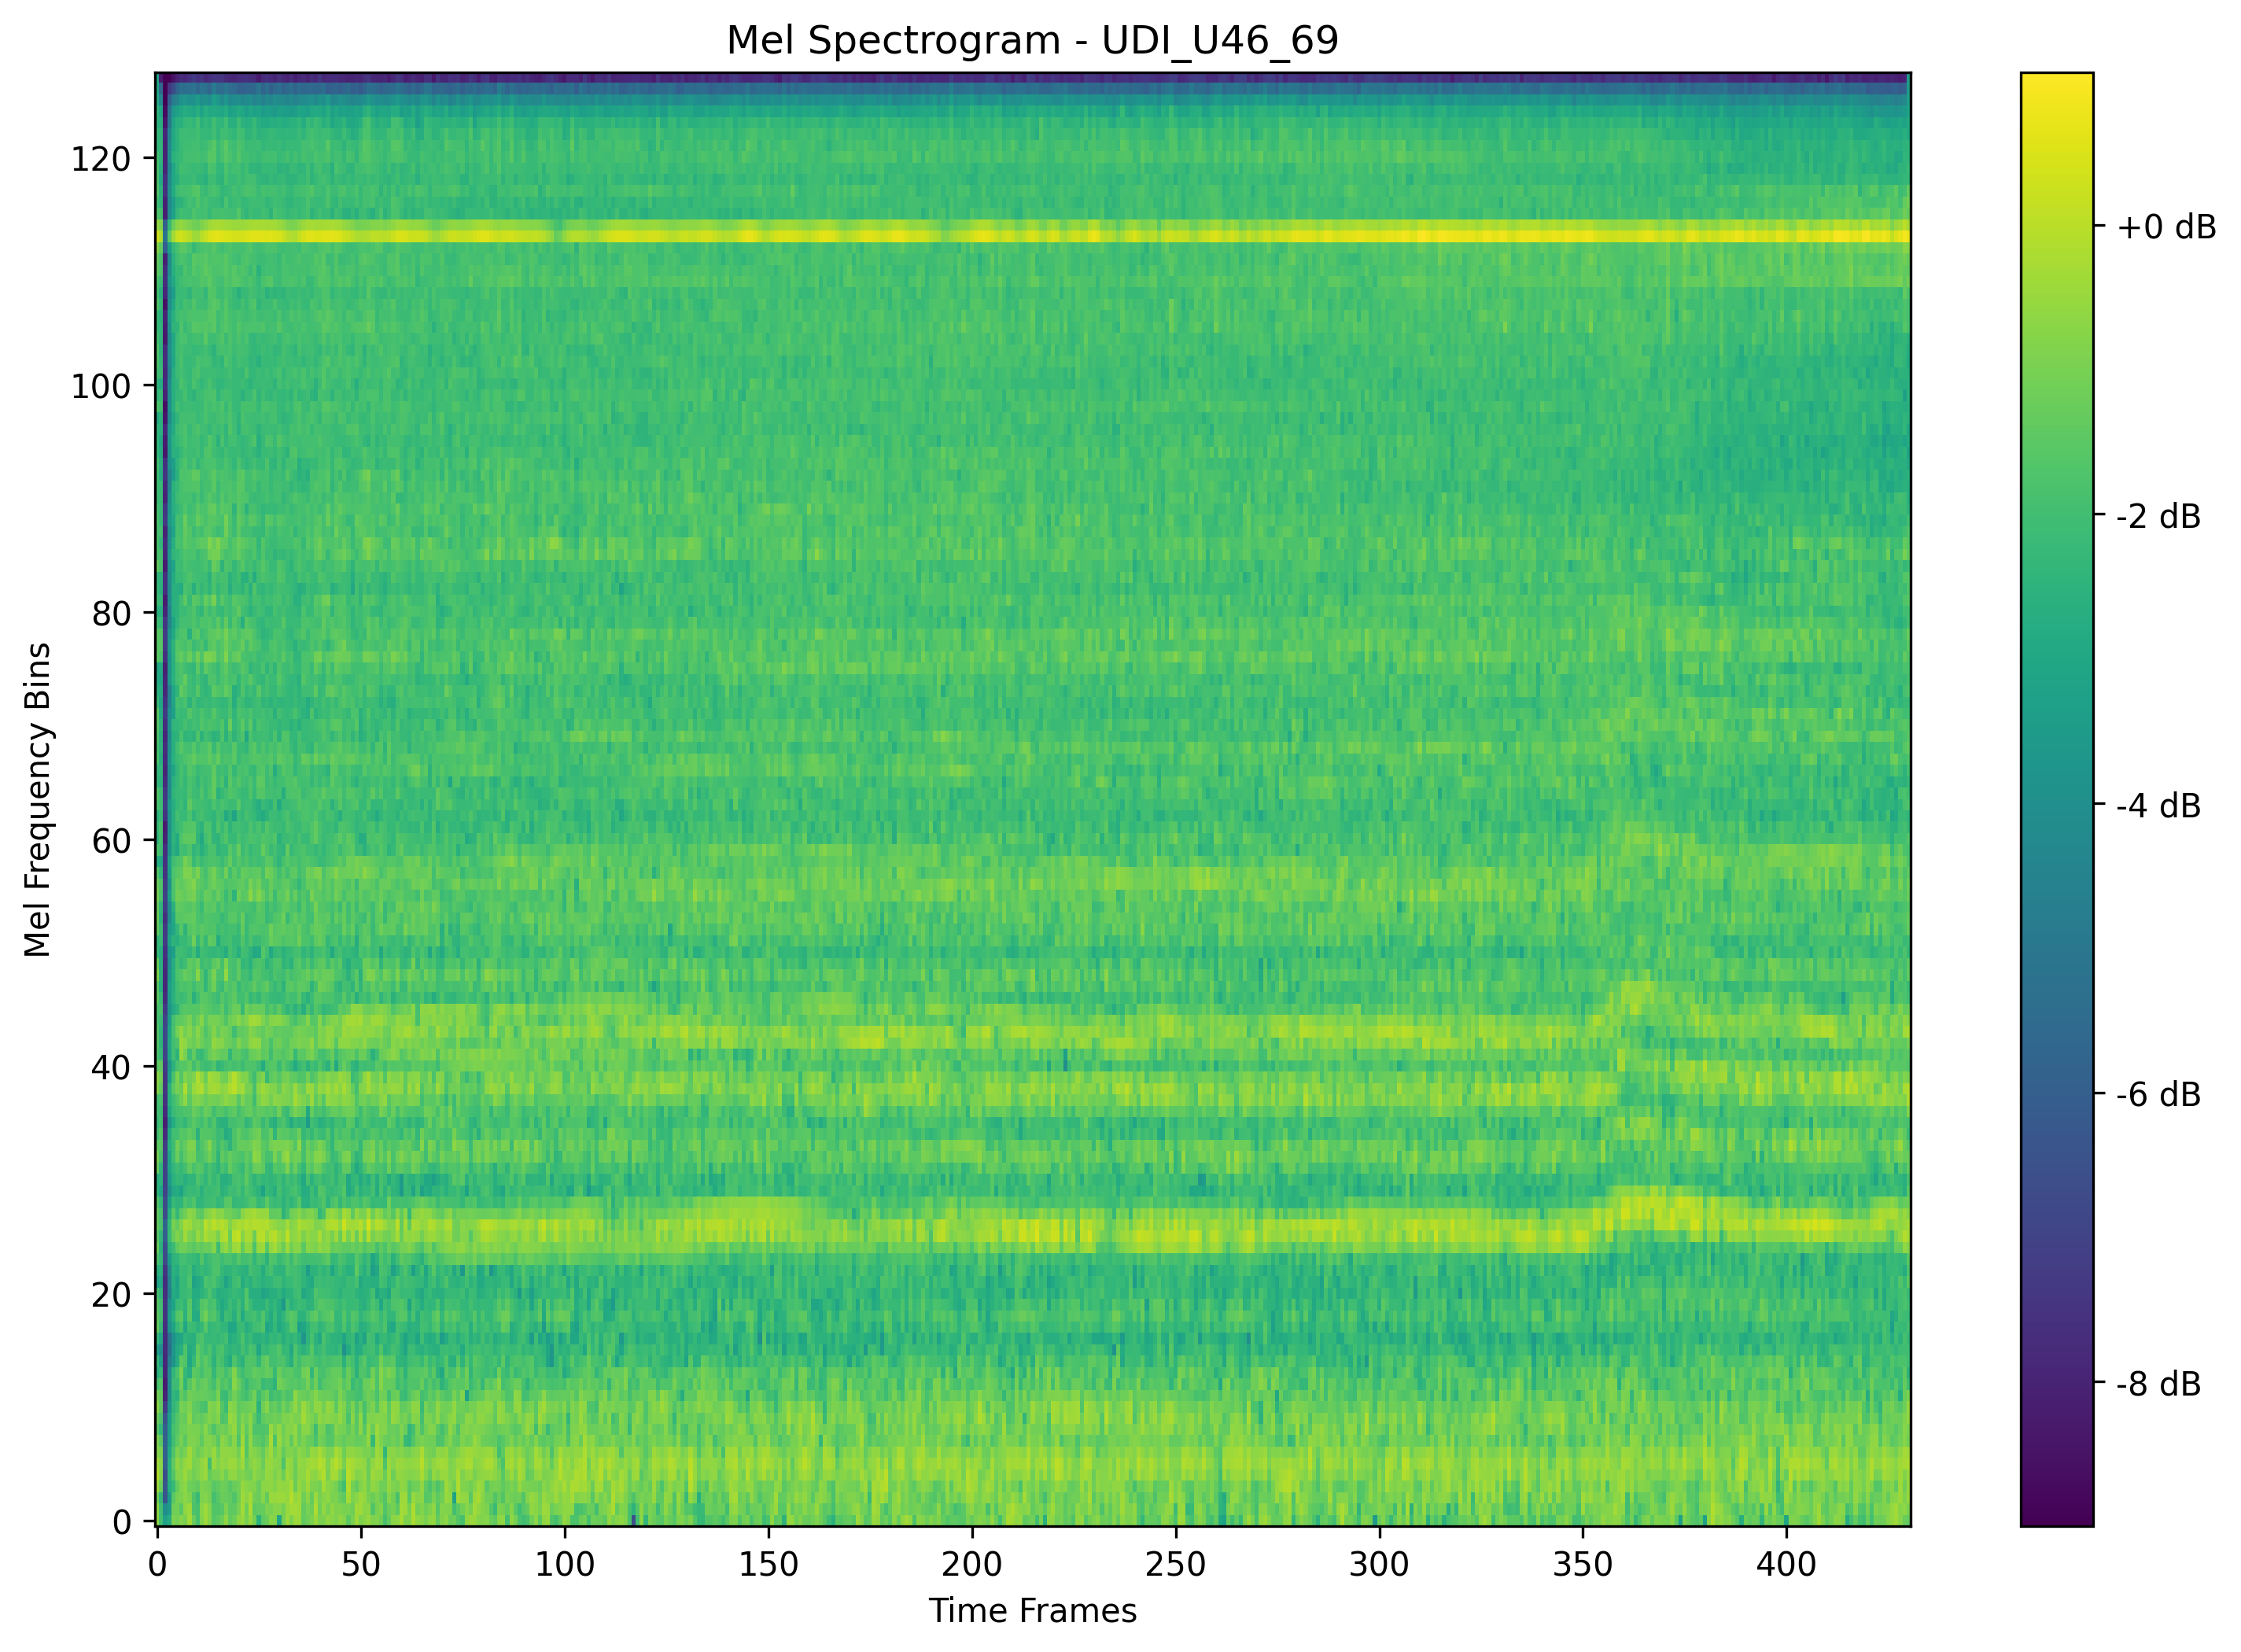 Mel Spectrogram - UDI_U46_69
Mel Frequency Bins
120
100
80
60
40
20
0
0 50 100 150 200 250 300 350 400
Time Frames
+0 dB
-2 dB
-4 dB
-6 dB
-8 dB